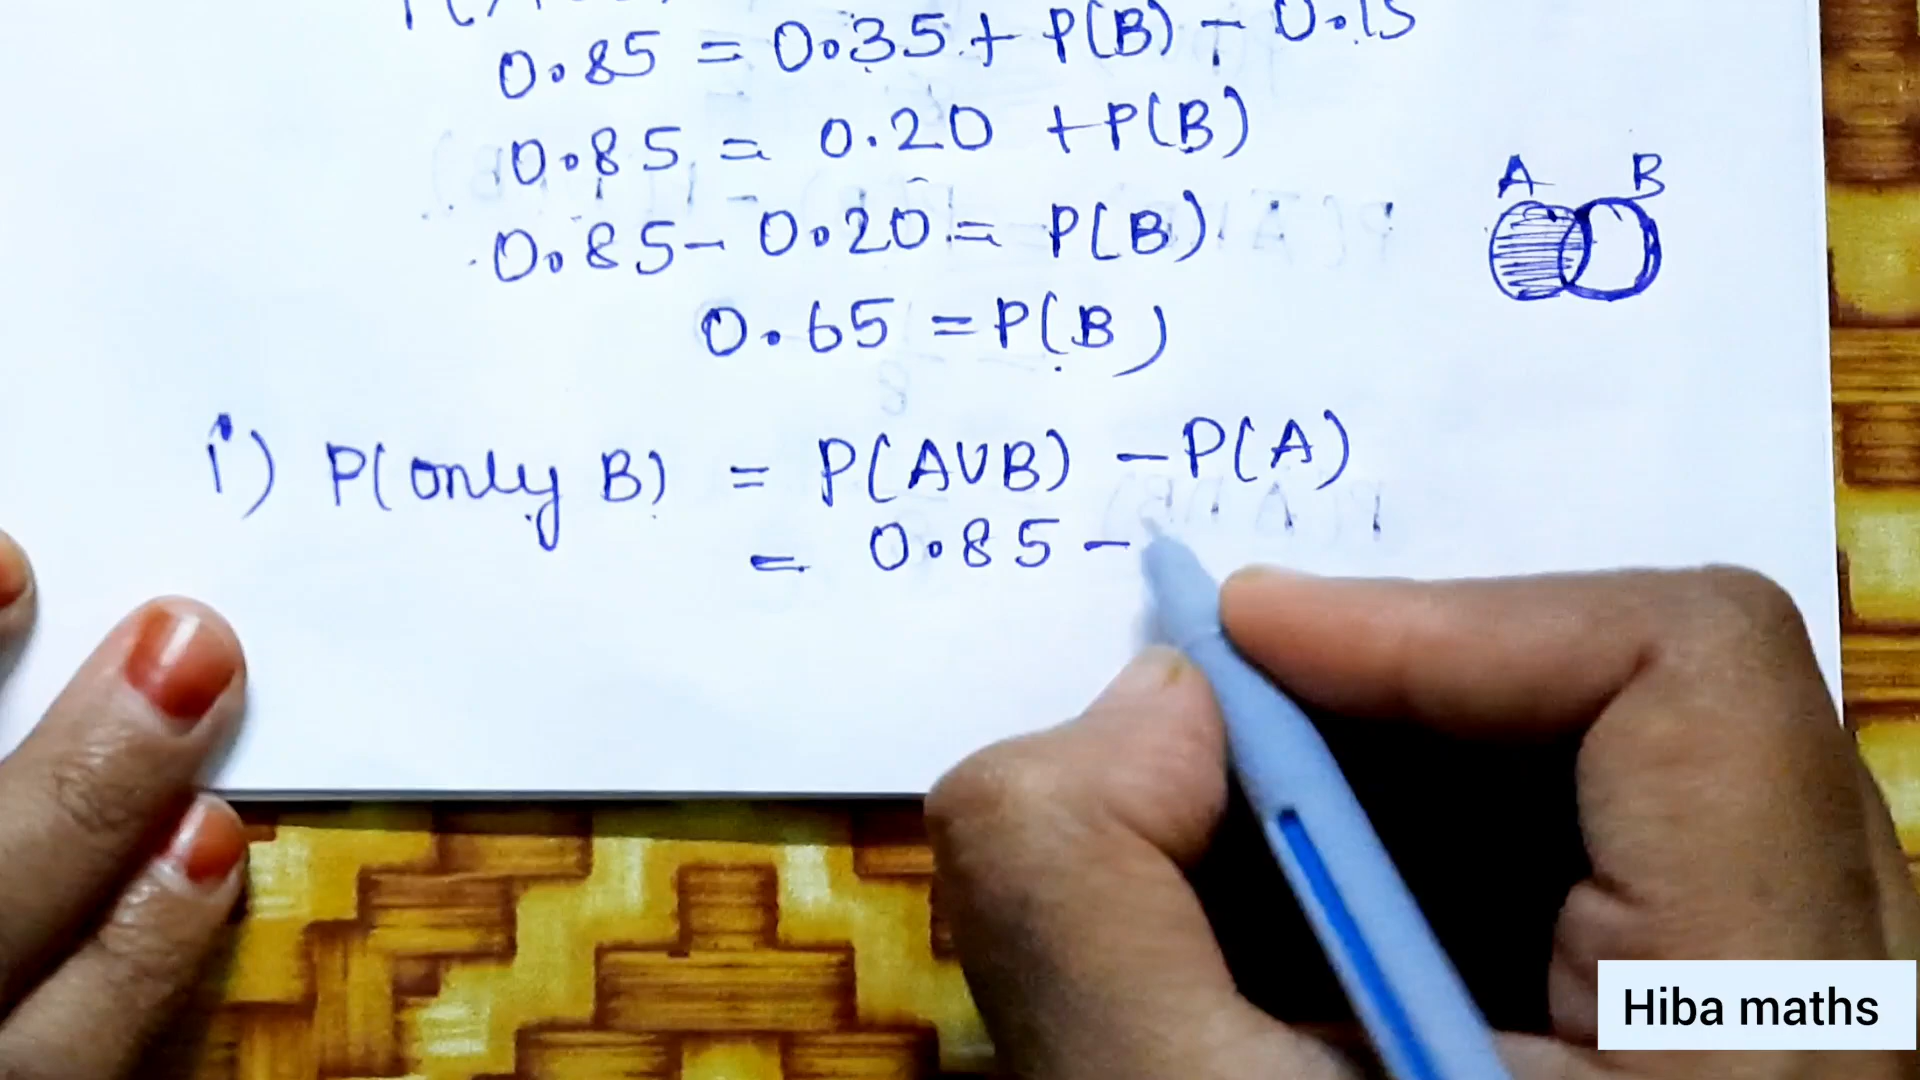 0.85 = 0.35 + P(B) - 0.15
0.85 = 0.20 + P(B)
0.85 - 0.20 = P(B)
0.65 = P(B)
A B
i) P(only B) = P(A∪B) - P(A)
= 0.85 -
Hiba maths